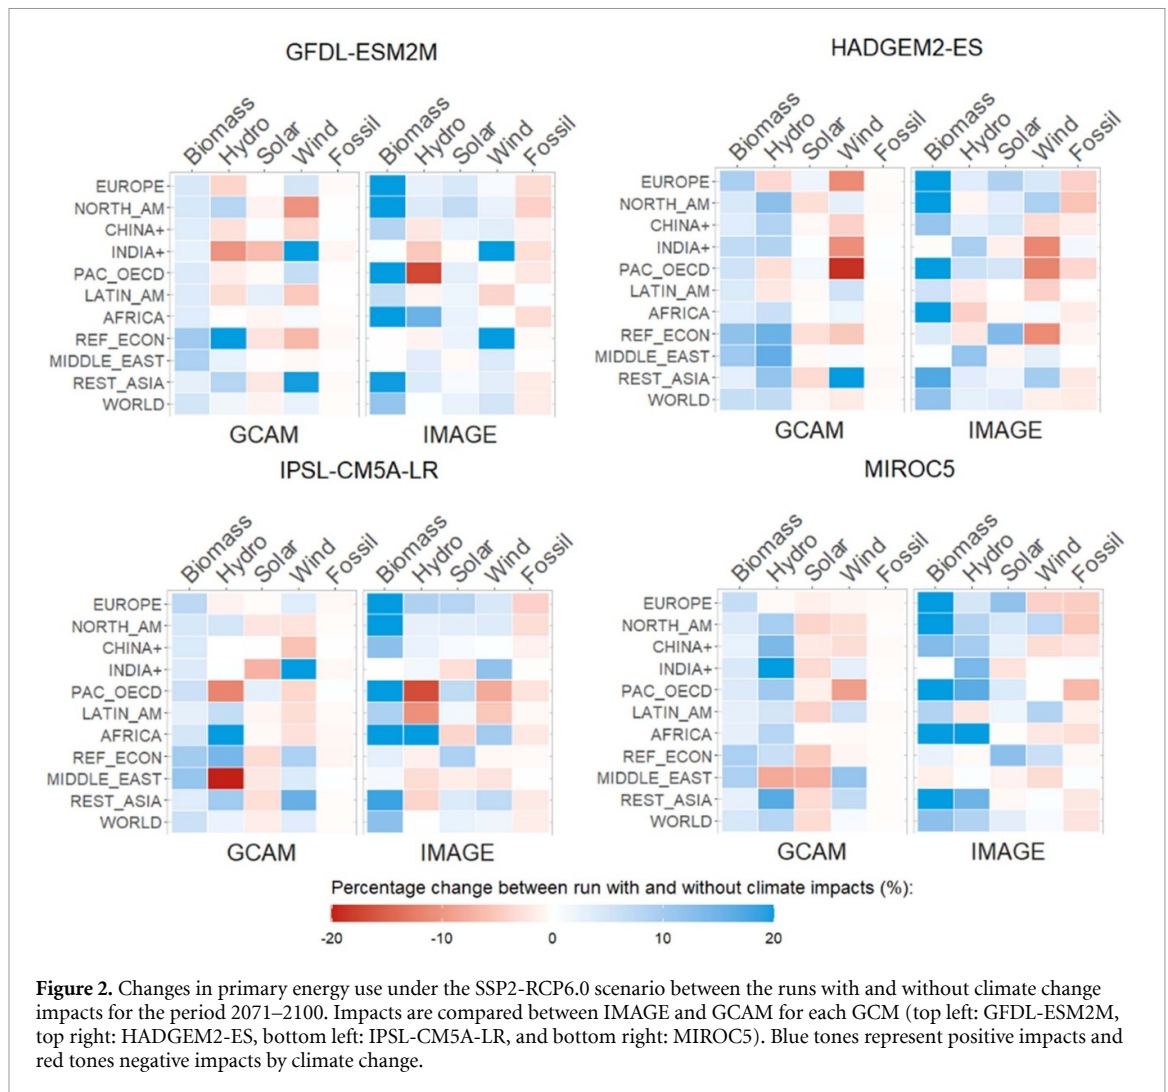 GFDL-ESM2M
Biomass Hydro Solar Wind Fossil Biomass Hydro Solar Wind Fossil
EUROPE
NORTH_AM
CHINA+
INDIA+
PAC_OECD
LATIN_AM
AFRICA
REF_ECON
MIDDLE_EAST
REST_ASIA
WORLD
GCAM IMAGE
HADGEM2-ES
Biomass Hydro Solar Wind Fossil Biomass Hydro Solar Wind Fossil
EUROPE
NORTH_AM
CHINA+
INDIA+
PAC_OECD
LATIN_AM
AFRICA
REF_ECON
MIDDLE_EAST
REST_ASIA
WORLD
GCAM IMAGE
IPSL-CM5A-LR
Biomass Hydro Solar Wind Fossil Biomass Hydro Solar Wind Fossil
EUROPE
NORTH_AM
CHINA+
INDIA+
PAC_OECD
LATIN_AM
AFRICA
REF_ECON
MIDDLE_EAST
REST_ASIA
WORLD
GCAM IMAGE
MIROC5
Biomass Hydro Solar Wind Fossil Biomass Hydro Solar Wind Fossil
EUROPE
NORTH_AM
CHINA+
INDIA+
PAC_OECD
LATIN_AM
AFRICA
REF_ECON
MIDDLE_EAST
REST_ASIA
WORLD
GCAM IMAGE
Percentage change between run with and without climate impacts (%):
-20 -10 0 10 20
Figure 2. Changes in primary energy use under the SSP2-RCP6.0 scenario between the runs with and without climate change
impacts for the period 2071–2100. Impacts are compared between IMAGE and GCAM for each GCM (top left: GFDL-ESM2M,
top right: HADGEM2-ES, bottom left: IPSL-CM5A-LR, and bottom right: MIROC5). Blue tones represent positive impacts and
red tones negative impacts by climate change.